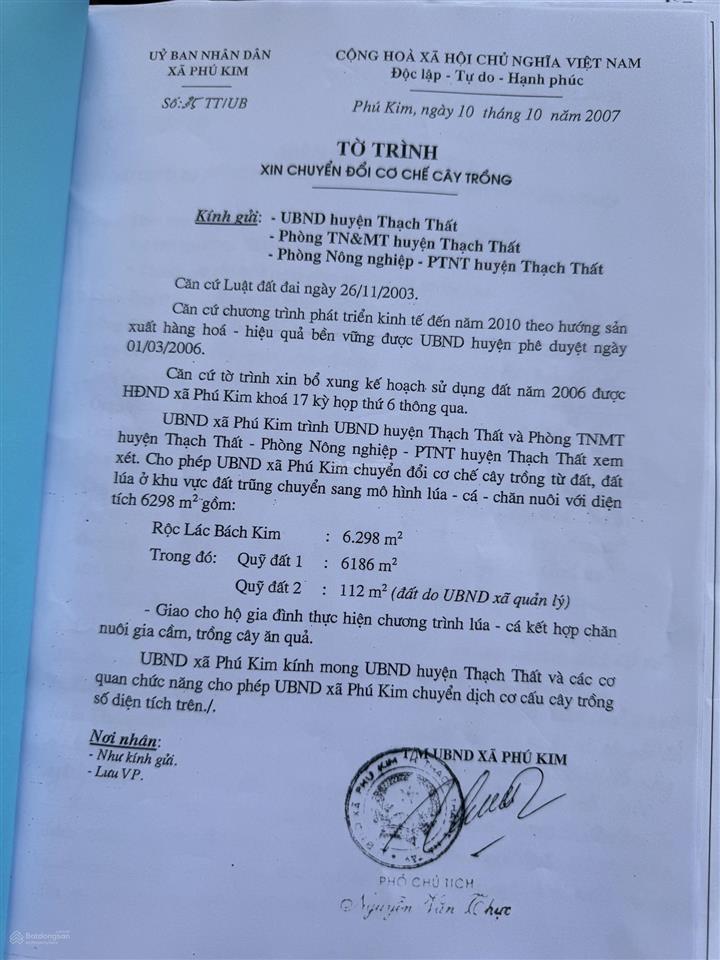 UỶ BAN NHÂN DÂN
XÃ PHÚ KIM
Số: TT/UB
CỘNG HOÀ XÃ HỘI CHỦ NGHĨA VIỆT NAM
Độc lập - Tự do - Hạnh phúc
Phú Kim, ngày 10 tháng 10 năm 2007
TỜ TRÌNH
XIN CHUYỂN ĐỔI CƠ CHẾ CÂY TRỒNG
Kính gửi: - UBND huyện Thạch Thất
- Phòng TN&MT huyện Thạch Thất
- Phòng Nông nghiệp - PTNT huyện Thạch Thất
Căn cứ Luật đất đai ngày 26/11/2003.
Căn cứ chương trình phát triển kinh tế đến năm 2010 theo hướng sản
xuất hàng hoá - hiệu quả bền vững được UBND huyện phê duyệt ngày
01/03/2006.
Căn cứ tờ trình xin bổ xung kế hoạch sử dụng đất năm 2006 được
HĐND xã Phú Kim khoá 17 kỳ họp thứ 6 thông qua.
UBND xã Phú Kim trình UBND huyện Thạch Thất và Phòng TNMT
huyện Thạch Thất - Phòng Nông nghiệp - PTNT huyện Thạch Thất xem
xét. Cho phép UBND xã Phú Kim chuyển đổi cơ chế cây trồng từ đất, đất
lúa ở khu vực đất trũng chuyển sang mô hình lúa - cá - chăn nuôi với diện
tích 6298 m² gồm:
Rộc Lác Bách Kim : 6.298 m²
Trong đó: Quỹ đất 1 : 6186 m²
Quỹ đất 2 : 112 m² (đất do UBND xã quản lý)
- Giao cho hộ gia đình thực hiện chương trình lúa - cá kết hợp chăn
nuôi gia cầm, trồng cây ăn quả.
UBND xã Phú Kim kính mong UBND huyện Thạch Thất và các cơ
quan chức năng cho phép UBND xã Phú Kim chuyển dịch cơ cấu cây trồng
số diện tích trên./.
Nơi nhân:
- Như kính gửi.
- Lưu VP.
T/M UBND XÃ PHÚ KIM
PHÓ CHỦ TỊCH
Nguyễn Văn Thực
Batdongsan